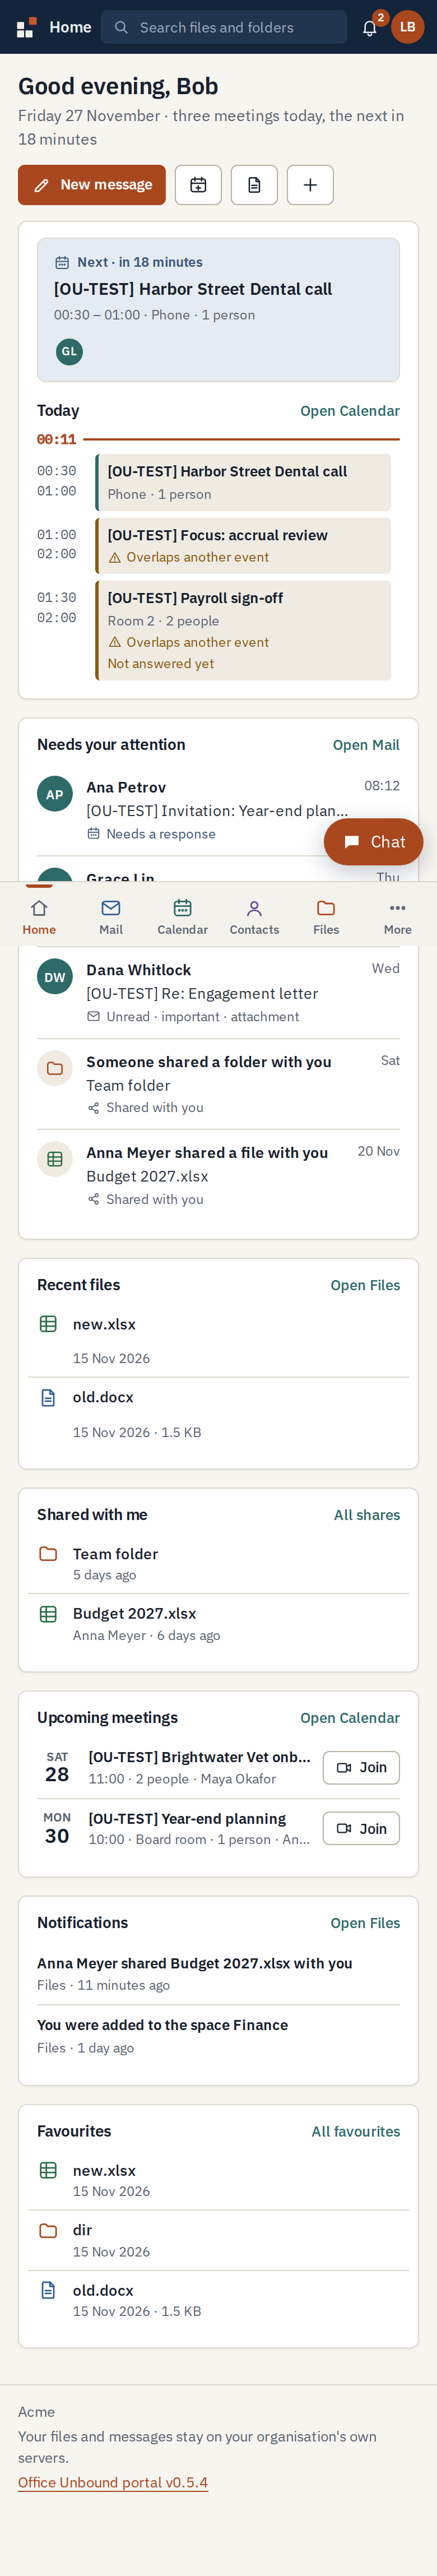 Home
Search files and folders
2
LB
Good evening, Bob
Friday 27 November · three meetings today, the next in
18 minutes
New message
Next · in 18 minutes
[OU-TEST] Harbor Street Dental call
00:30 – 01:00 · Phone · 1 person
GL
Today
Open Calendar
00:11
00:30
01:00
[OU-TEST] Harbor Street Dental call
Phone · 1 person
01:00
02:00
[OU-TEST] Focus: accrual review
Overlaps another event
01:30
02:00
[OU-TEST] Payroll sign-off
Room 2 · 2 people
Overlaps another event
Not answered yet
Needs your attention
Open Mail
AP
Ana Petrov
08:12
[OU-TEST] Invitation: Year-end plan…
Needs a response
Chat
Grace Lin
Thu
Home
Mail
Calendar
Contacts
Files
More
DW
Dana Whitlock
Wed
[OU-TEST] Re: Engagement letter
Unread · important · attachment
Someone shared a folder with you
Sat
Team folder
Shared with you
Anna Meyer shared a file with you
20 Nov
Budget 2027.xlsx
Shared with you
Recent files
Open Files
new.xlsx
15 Nov 2026
old.docx
15 Nov 2026 · 1.5 KB
Shared with me
All shares
Team folder
5 days ago
Budget 2027.xlsx
Anna Meyer · 6 days ago
Upcoming meetings
Open Calendar
SAT
28
[OU-TEST] Brightwater Vet onb…
11:00 · 2 people · Maya Okafor
Join
MON
30
[OU-TEST] Year-end planning
10:00 · Board room · 1 person · An…
Join
Notifications
Open Files
Anna Meyer shared Budget 2027.xlsx with you
Files · 11 minutes ago
You were added to the space Finance
Files · 1 day ago
Favourites
All favourites
new.xlsx
15 Nov 2026
dir
15 Nov 2026
old.docx
15 Nov 2026 · 1.5 KB
Acme
Your files and messages stay on your organisation's own
servers.
Office Unbound portal v0.5.4